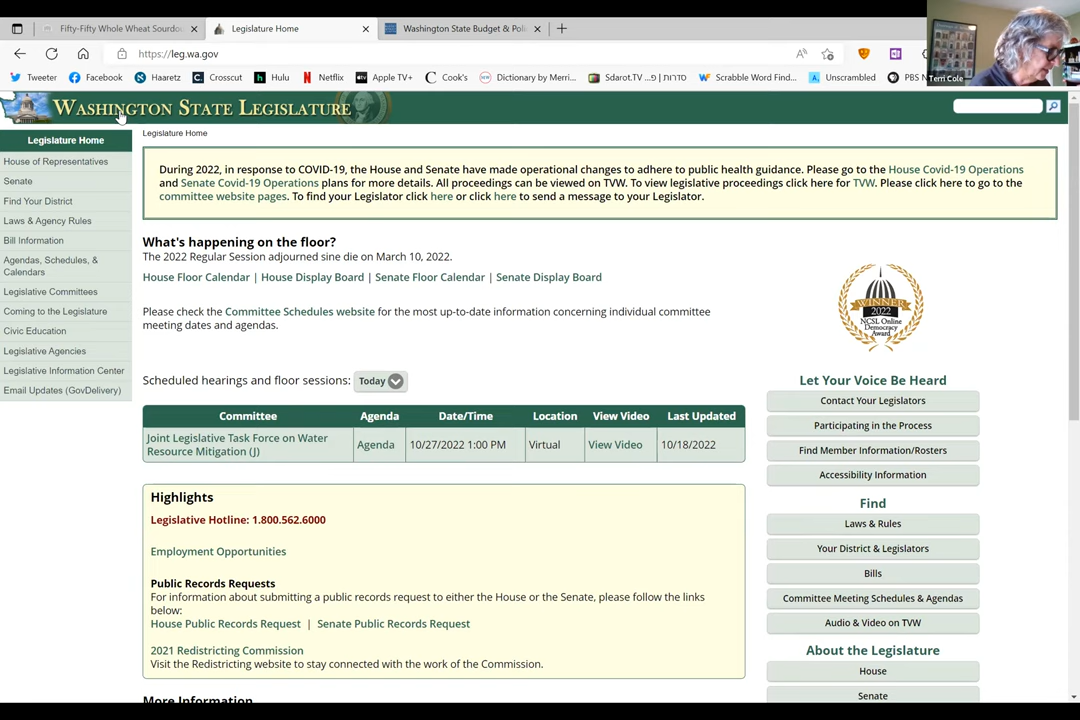 Fifty-Fifty Whole Wheat Sourdou
Legislature Home
Washington State Budget & Poli
https://leg.wa.gov
Tweeter
Facebook
Haaretz
Crosscut
Hulu
Netflix
Apple TV+
Cook's
Dictionary by Merri...
Sdarot.TV סדרות | פ...
Scrabble Word Find...
Unscrambled
PBS
Terri Cole
WASHINGTON STATE LEGISLATURE
Legislature Home
House of Representatives
Senate
Find Your District
Laws & Agency Rules
Bill Information
Agendas, Schedules, &
Calendars
Legislative Committees
Coming to the Legislature
Civic Education
Legislative Agencies
Legislative Information Center
Email Updates (GovDelivery)
Legislature Home
During 2022, in response to COVID-19, the House and Senate have made operational changes to adhere to public health guidance. Please go to the House Covid-19 Operations
and Senate Covid-19 Operations plans for more details. All proceedings can be viewed on TVW. To view legislative proceedings click here for TVW. Please click here to go to the
committee website pages. To find your Legislator click here or click here to send a message to your Legislator.
What's happening on the floor?
The 2022 Regular Session adjourned sine die on March 10, 2022.
House Floor Calendar | House Display Board | Senate Floor Calendar | Senate Display Board
Please check the Committee Schedules website for the most up-to-date information concerning individual committee
meeting dates and agendas.
Scheduled hearings and floor sessions: Today
Committee Agenda Date/Time Location View Video Last Updated
Joint Legislative Task Force on Water
Resource Mitigation (J)
Agenda 10/27/2022 1:00 PM Virtual View Video 10/18/2022
Highlights
Legislative Hotline: 1.800.562.6000
Employment Opportunities
Public Records Requests
For information about submitting a public records request to either the House or the Senate, please follow the links
below:
House Public Records Request | Senate Public Records Request
2021 Redistricting Commission
Visit the Redistricting website to stay connected with the work of the Commission.
More Information
WINNER
2022
NCSL Online
Democracy
Award
Let Your Voice Be Heard
Contact Your Legislators
Participating in the Process
Find Member Information/Rosters
Accessibility Information
Find
Laws & Rules
Your District & Legislators
Bills
Committee Meeting Schedules & Agendas
Audio & Video on TVW
About the Legislature
House
Senate